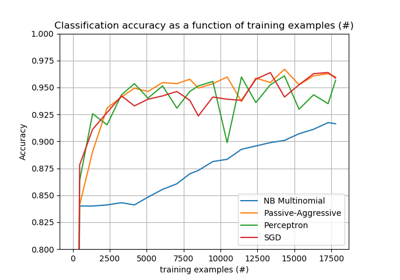 Classification accuracy as a function of training examples (#)
1.000
0.975
0.950
0.925
0.900
0.875
0.850
0.825
0.800
Accuracy
NB Multinomial
Passive-Aggressive
Perceptron
SGD
0 2500 5000 7500 10000 12500 15000 17500
training examples (#)